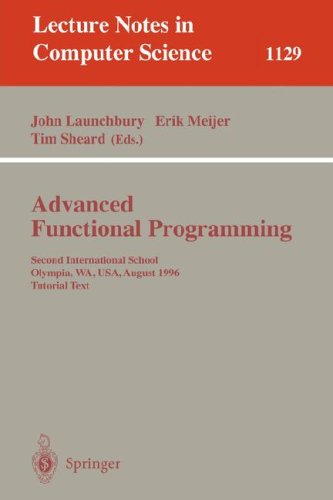 Lecture Notes in
Computer Science 1129
John Launchbury Erik Meijer
Tim Sheard (Eds.)
Advanced
Functional Programming
Second International School
Olympia, WA, USA, August 1996
Tutorial Text
Springer